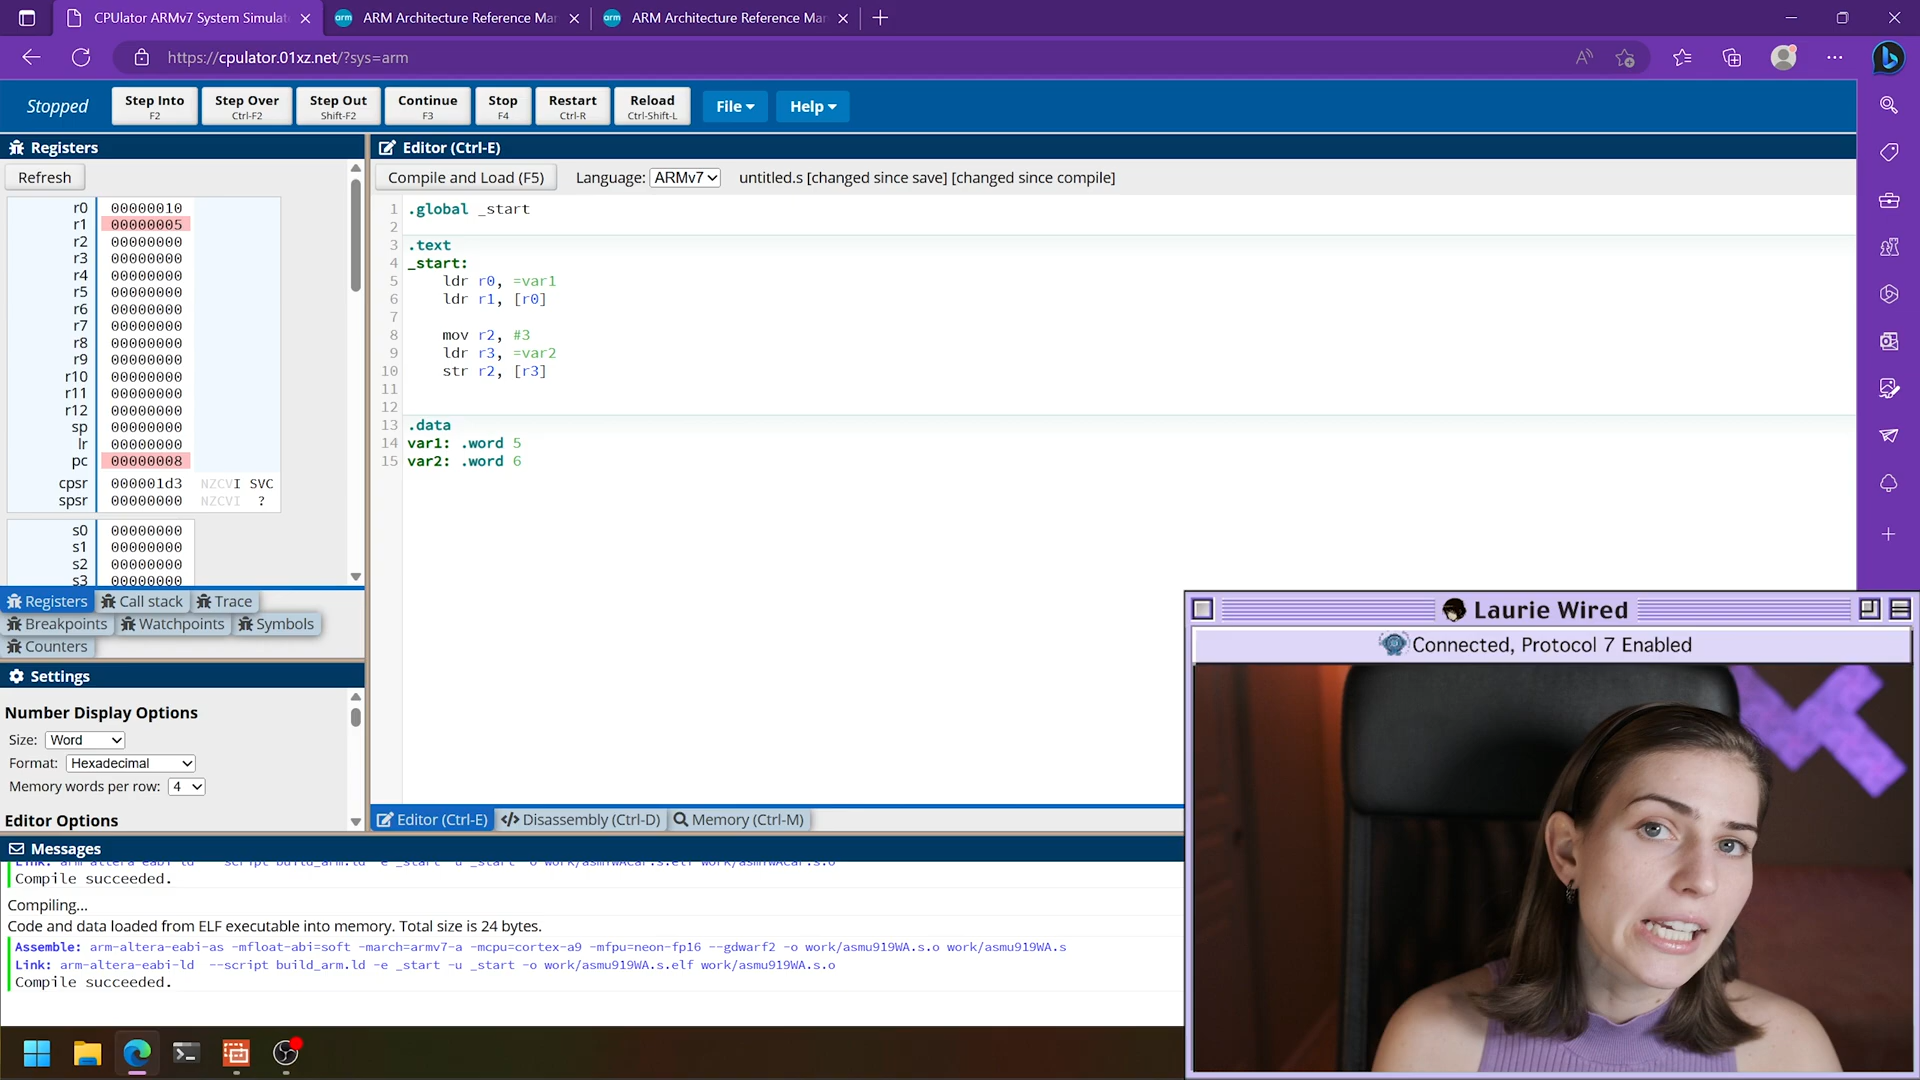 CPUlator ARMv7 System Simulat
ARM Architecture Reference Mar
ARM Architecture Reference Mar
https://cpulator.01xz.net/?sys=arm
Stopped
Step Into
F2
Step Over
Ctrl-F2
Step Out
Shift-F2
Continue
F3
Stop
F4
Restart
Ctrl-R
Reload
Ctrl-Shift-L
File
Help
Registers
Refresh
r0 00000010
r1 00000005
r2 00000000
r3 00000000
r4 00000000
r5 00000000
r6 00000000
r7 00000000
r8 00000000
r9 00000000
r10 00000000
r11 00000000
r12 00000000
sp 00000000
lr 00000000
pc 00000008
cpsr 000001d3 NZCVI SVC
spsr 00000000 NZCVI ?
s0 00000000
s1 00000000
s2 00000000
s3 00000000
Registers Call stack Trace
Breakpoints Watchpoints Symbols
Counters
Settings
Number Display Options
Size: Word
Format: Hexadecimal
Memory words per row: 4
Editor Options
Editor (Ctrl-E)
Compile and Load (F5) Language: ARMv7 untitled.s [changed since save] [changed since compile]
1 .global _start
2
3 .text
4 _start:
5 ldr r0, =var1
6 ldr r1, [r0]
7
8 mov r2, #3
9 ldr r3, =var2
10 str r2, [r3]
11
12
13 .data
14 var1: .word 5
15 var2: .word 6
Editor (Ctrl-E) Disassembly (Ctrl-D) Memory (Ctrl-M)
Messages
Compile succeeded.
Compiling...
Code and data loaded from ELF executable into memory. Total size is 24 bytes.
Assemble: arm-altera-eabi-as -mfloat-abi=soft -march=armv7-a -mcpu=cortex-a9 -mfpu=neon-fp16 --gdwarf2 -o work/asmu919WA.s.o work/asmu919WA.s
Link: arm-altera-eabi-ld --script build_arm.ld -e _start -u _start -o work/asmu919WA.s.elf work/asmu919WA.s.o
Compile succeeded.
Laurie Wired
Connected, Protocol 7 Enabled